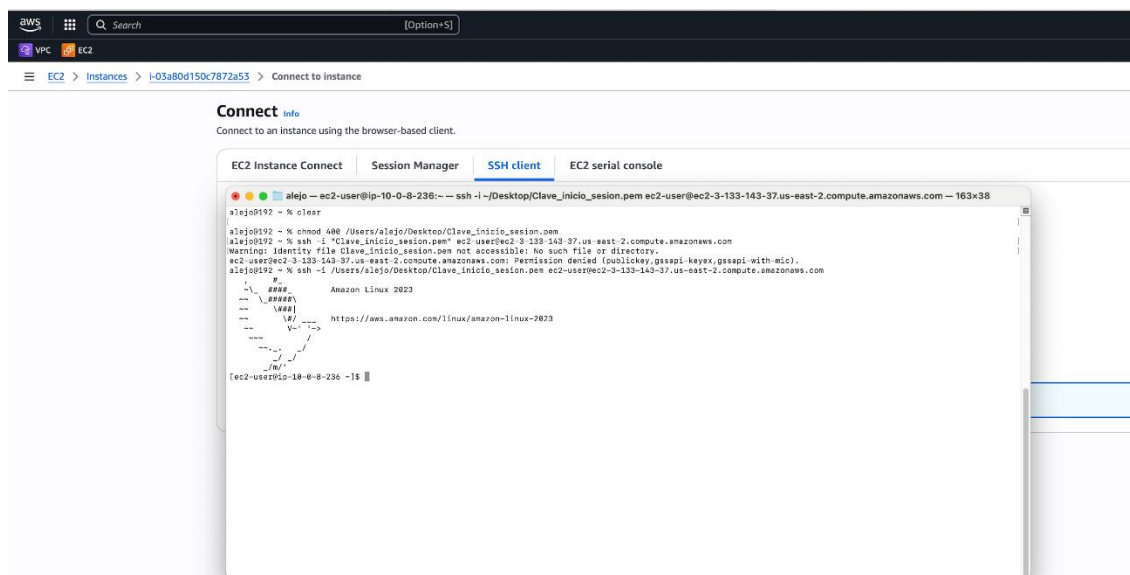 aws
Search [Option+S]
VPC EC2
EC2 > Instances > i-03a80d150c7872a53 > Connect to instance
Connect Info
Connect to an instance using the browser-based client.
EC2 Instance Connect Session Manager SSH client EC2 serial console
alejo — ec2-user@ip-10-0-8-236:~ — ssh -i ~/Desktop/Clave_inicio_sesion.pem ec2-user@ec2-3-133-143-37.us-east-2.compute.amazonaws.com — 163×38
alejo@192 ~ % clear
alejo@192 ~ % chmod 400 /Users/alejo/Desktop/Clave_inicio_sesion.pem
[alejo@192 ~ % ssh -i "Clave_inicio_sesion.pem" ec2-user@ec2-3-133-143-37.us-east-2.compute.amazonaws.com
Warning: Identity file Clave_inicio_sesion.pem not accessible: No such file or directory.
ec2-user@ec2-3-133-143-37.us-east-2.compute.amazonaws.com: Permission denied (publickey,gssapi-keyex,gssapi-with-mic).
alejo@192 ~ % ssh -i /Users/alejo/Desktop/Clave_inicio_sesion.pem ec2-user@ec2-3-133-143-37.us-east-2.compute.amazonaws.com
   ,     #_
   ~\_  ####_        Amazon Linux 2023
  ~~  \_#####\
  ~~     \###|
  ~~       \#/ ___   https://aws.amazon.com/linux/amazon-linux-2023
   ~~       V~' '->
    ~~~         /
      ~~._.   _/
         _/ _/
       _/m/'
[ec2-user@ip-10-0-8-236 ~]$